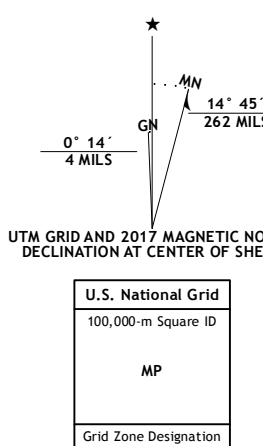 ★
MN
GN
0° 14´
4 MILS
14° 45´
262 MILS
UTM GRID AND 2017 MAGNETIC NO
DECLINATION AT CENTER OF SHE
U.S. National Grid
100,000-m Square ID
MP
Grid Zone Designation